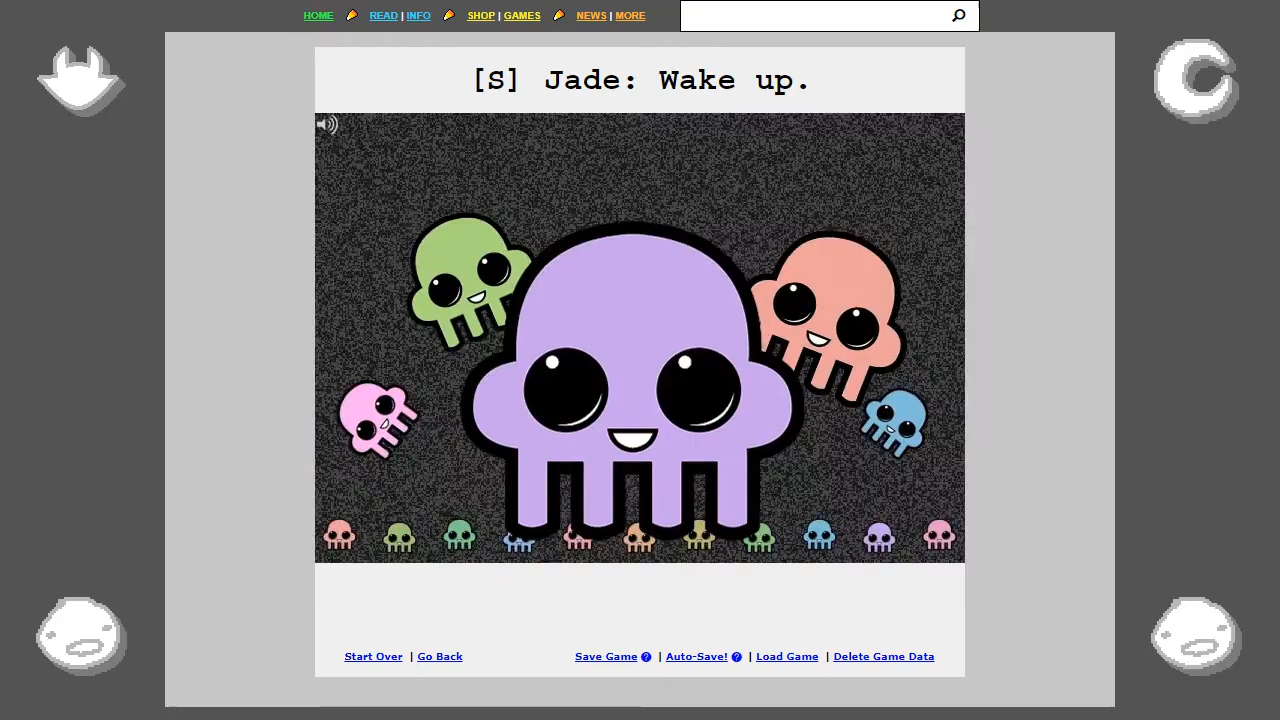 HOME READ | INFO SHOP | GAMES NEWS | MORE
[S] Jade: Wake up.
Start Over | Go Back Save Game ? | Auto-Save! ? | Load Game | Delete Game Data